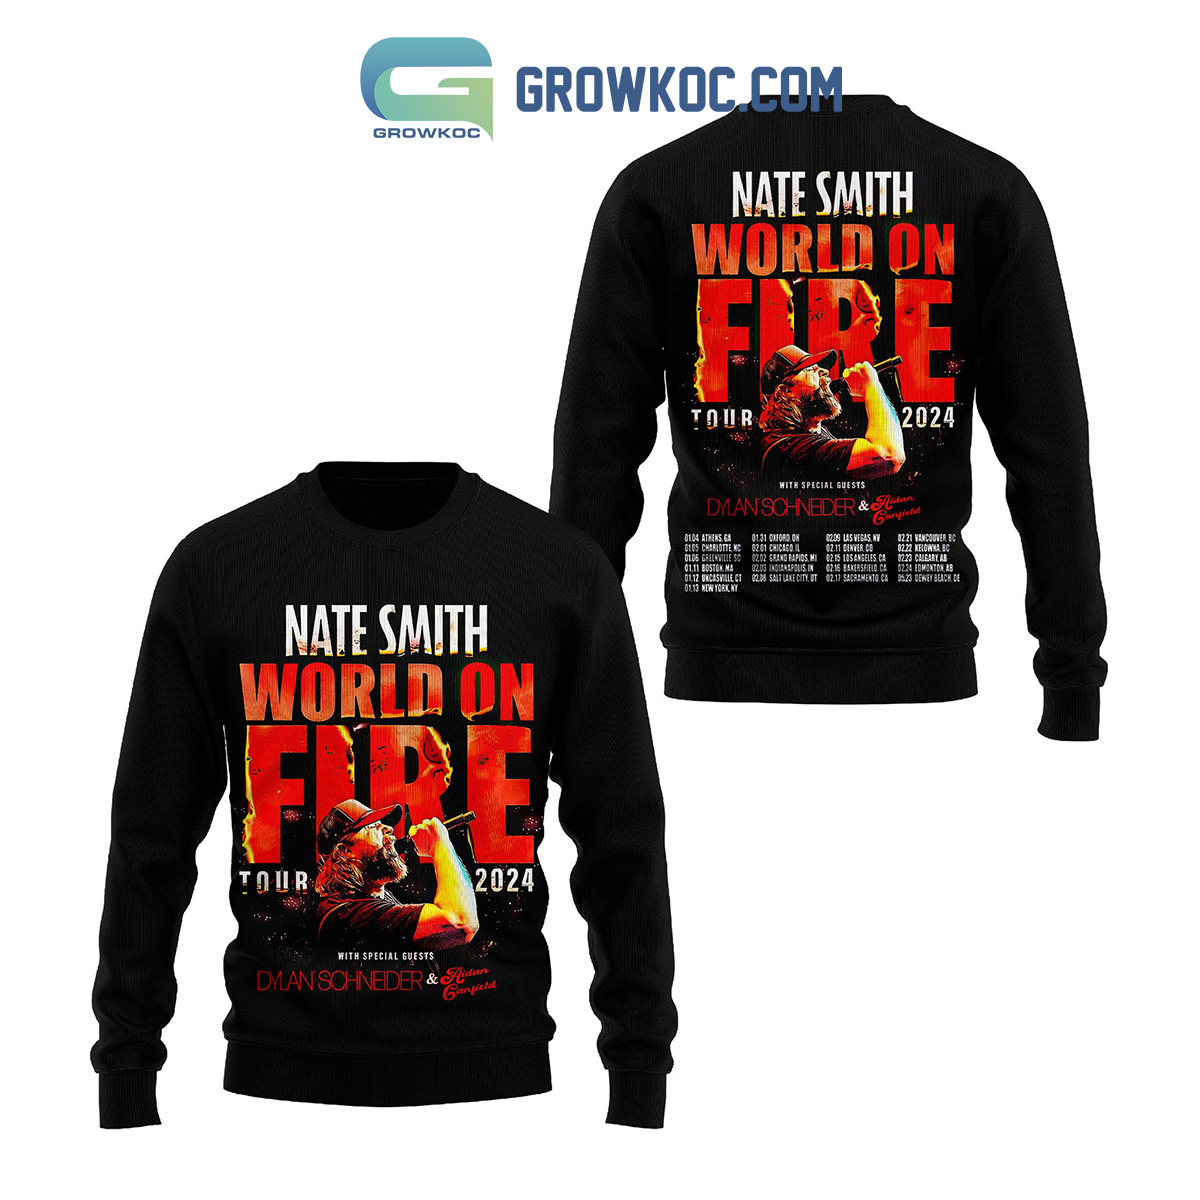 GROWKOC
GROWKOC.COM
NATE SMITH
WORLD ON
FIRE
TOUR 2024
WITH SPECIAL GUESTS
DYLAN SCHNEIDER & Aidan Canfield
01.04 ATHENS, GA
01.05 CHARLOTTE, NC
01.06 GREENVILLE SC
01.11 BOSTON, MA
01.12 UNCASVILLE, CT
01.13 NEW YORK, NY
01.31 OXFORD, OH
02.01 CHICAGO, IL
02.02 GRAND RAPIDS, MI
02.03 INDIANAPOLIS, IN
02.08 SALT LAKE CITY, UT
02.09 LAS VEGAS, NV
02.11 DENVER, CO
02.15 LOS ANGELES, CA
02.16 BAKERSFIELD, CA
02.17 SACRAMENTO, CA
02.21 VANCOUVER, BC
02.22 KELOWNA, BC
02.23 CALGARY, AB
02.24 EDMONTON, AB
05.23 DEWEY BEACH, DE
NATE SMITH
WORLD ON
FIRE
TOUR 2024
WITH SPECIAL GUESTS
DYLAN SCHNEIDER & Aidan Canfield